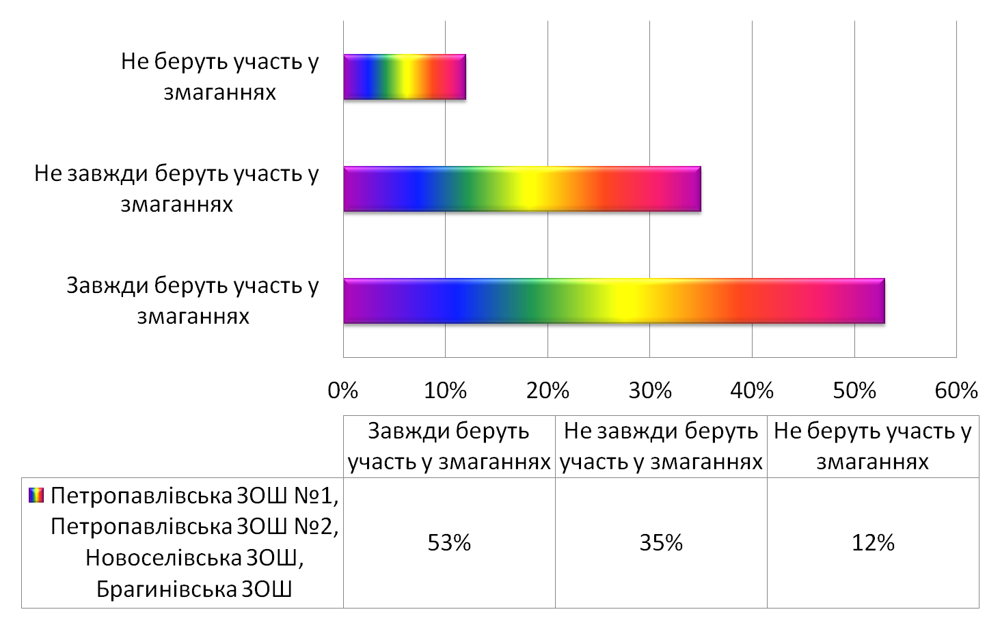 Не беруть участь у
змаганнях
Не завжди беруть участь у
змаганнях
Завжди беруть участь у
змаганнях
0% 10% 20% 30% 40% 50% 60%
Завжди беруть
участь у змаганнях
Не завжди беруть
участь у змаганнях
Не беруть участь у
змаганнях
Петропавлівська ЗОШ №1,
Петропавлівська ЗОШ №2,
Новоселівська ЗОШ,
Брагинівська ЗОШ
53% 35% 12%